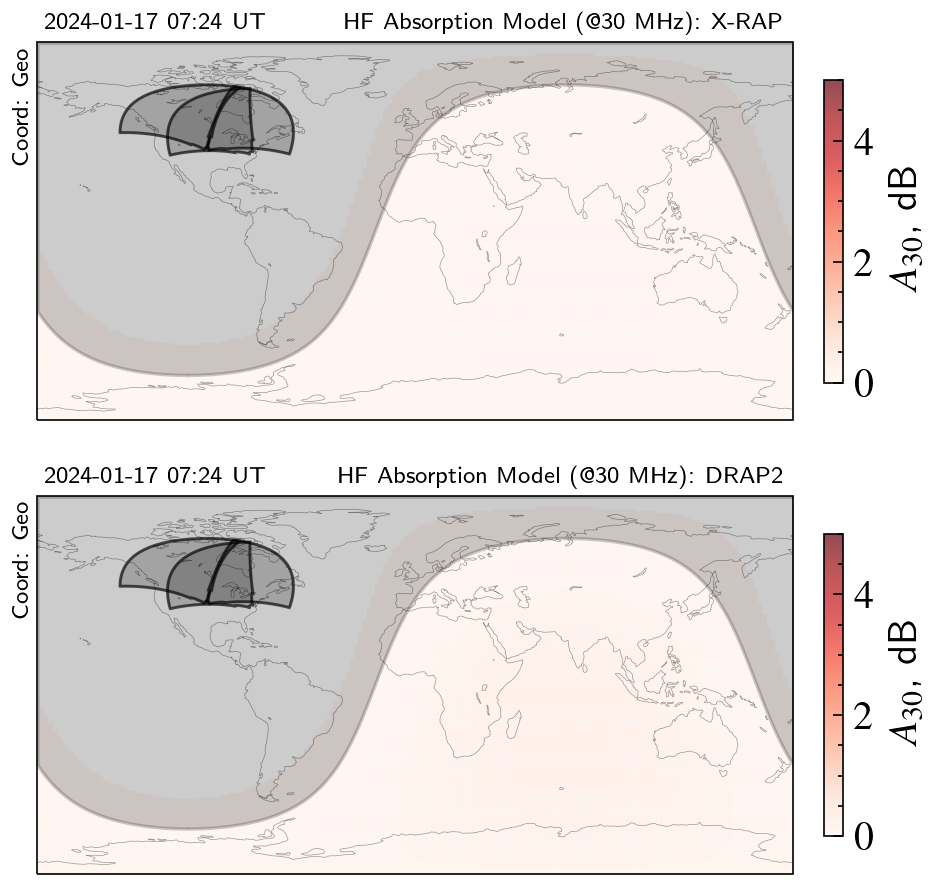 2024-01-17 07:24 UT HF Absorption Model (@30 MHz): X-RAP
Coord: Geo
4
2
0
A30, dB
2024-01-17 07:24 UT HF Absorption Model (@30 MHz): DRAP2
Coord: Geo
4
2
0
A30, dB